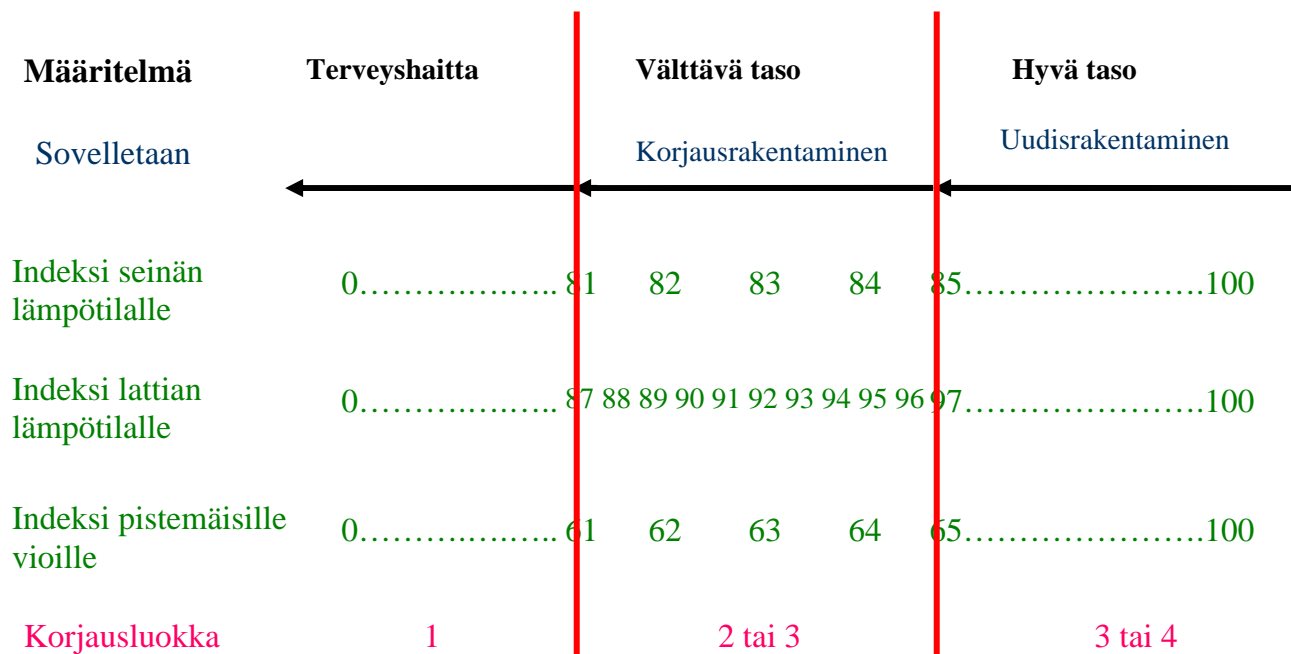 Määritelmä Terveyshaitta Välttävä taso Hyvä taso
Sovelletaan Korjausrakentaminen Uudisrakentaminen
Indeksi seinän
lämpötilalle
0………..……….. 81 82 83 84 85……………………100
Indeksi lattian
lämpötilalle
0………..……….. 87 88 89 90 91 92 93 94 95 96 97……………………100
Indeksi pistemäisille
vioille
0………..……….. 61 62 63 64 65……………………100
Korjausluokka 1 2 tai 3 3 tai 4